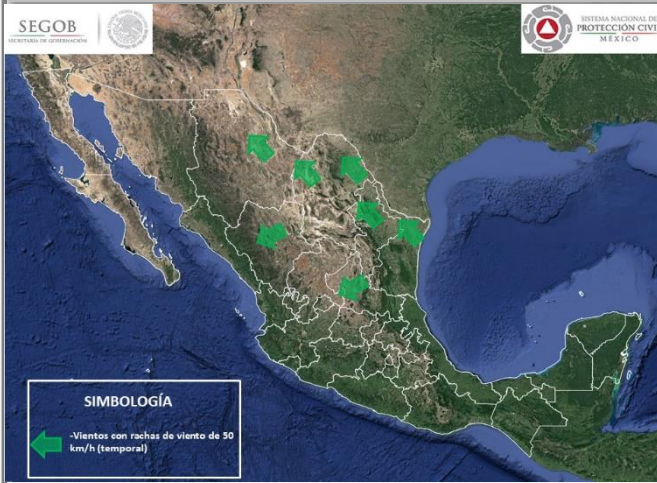 SEGOB
SECRETARÍA DE GOBERNACIÓN
SISTEMA NACIONAL DE
PROTECCIÓN CIVI
MÉXICO
SIMBOLOGÍA
-Vientos con rachas de viento de 50
km/h (temporal)